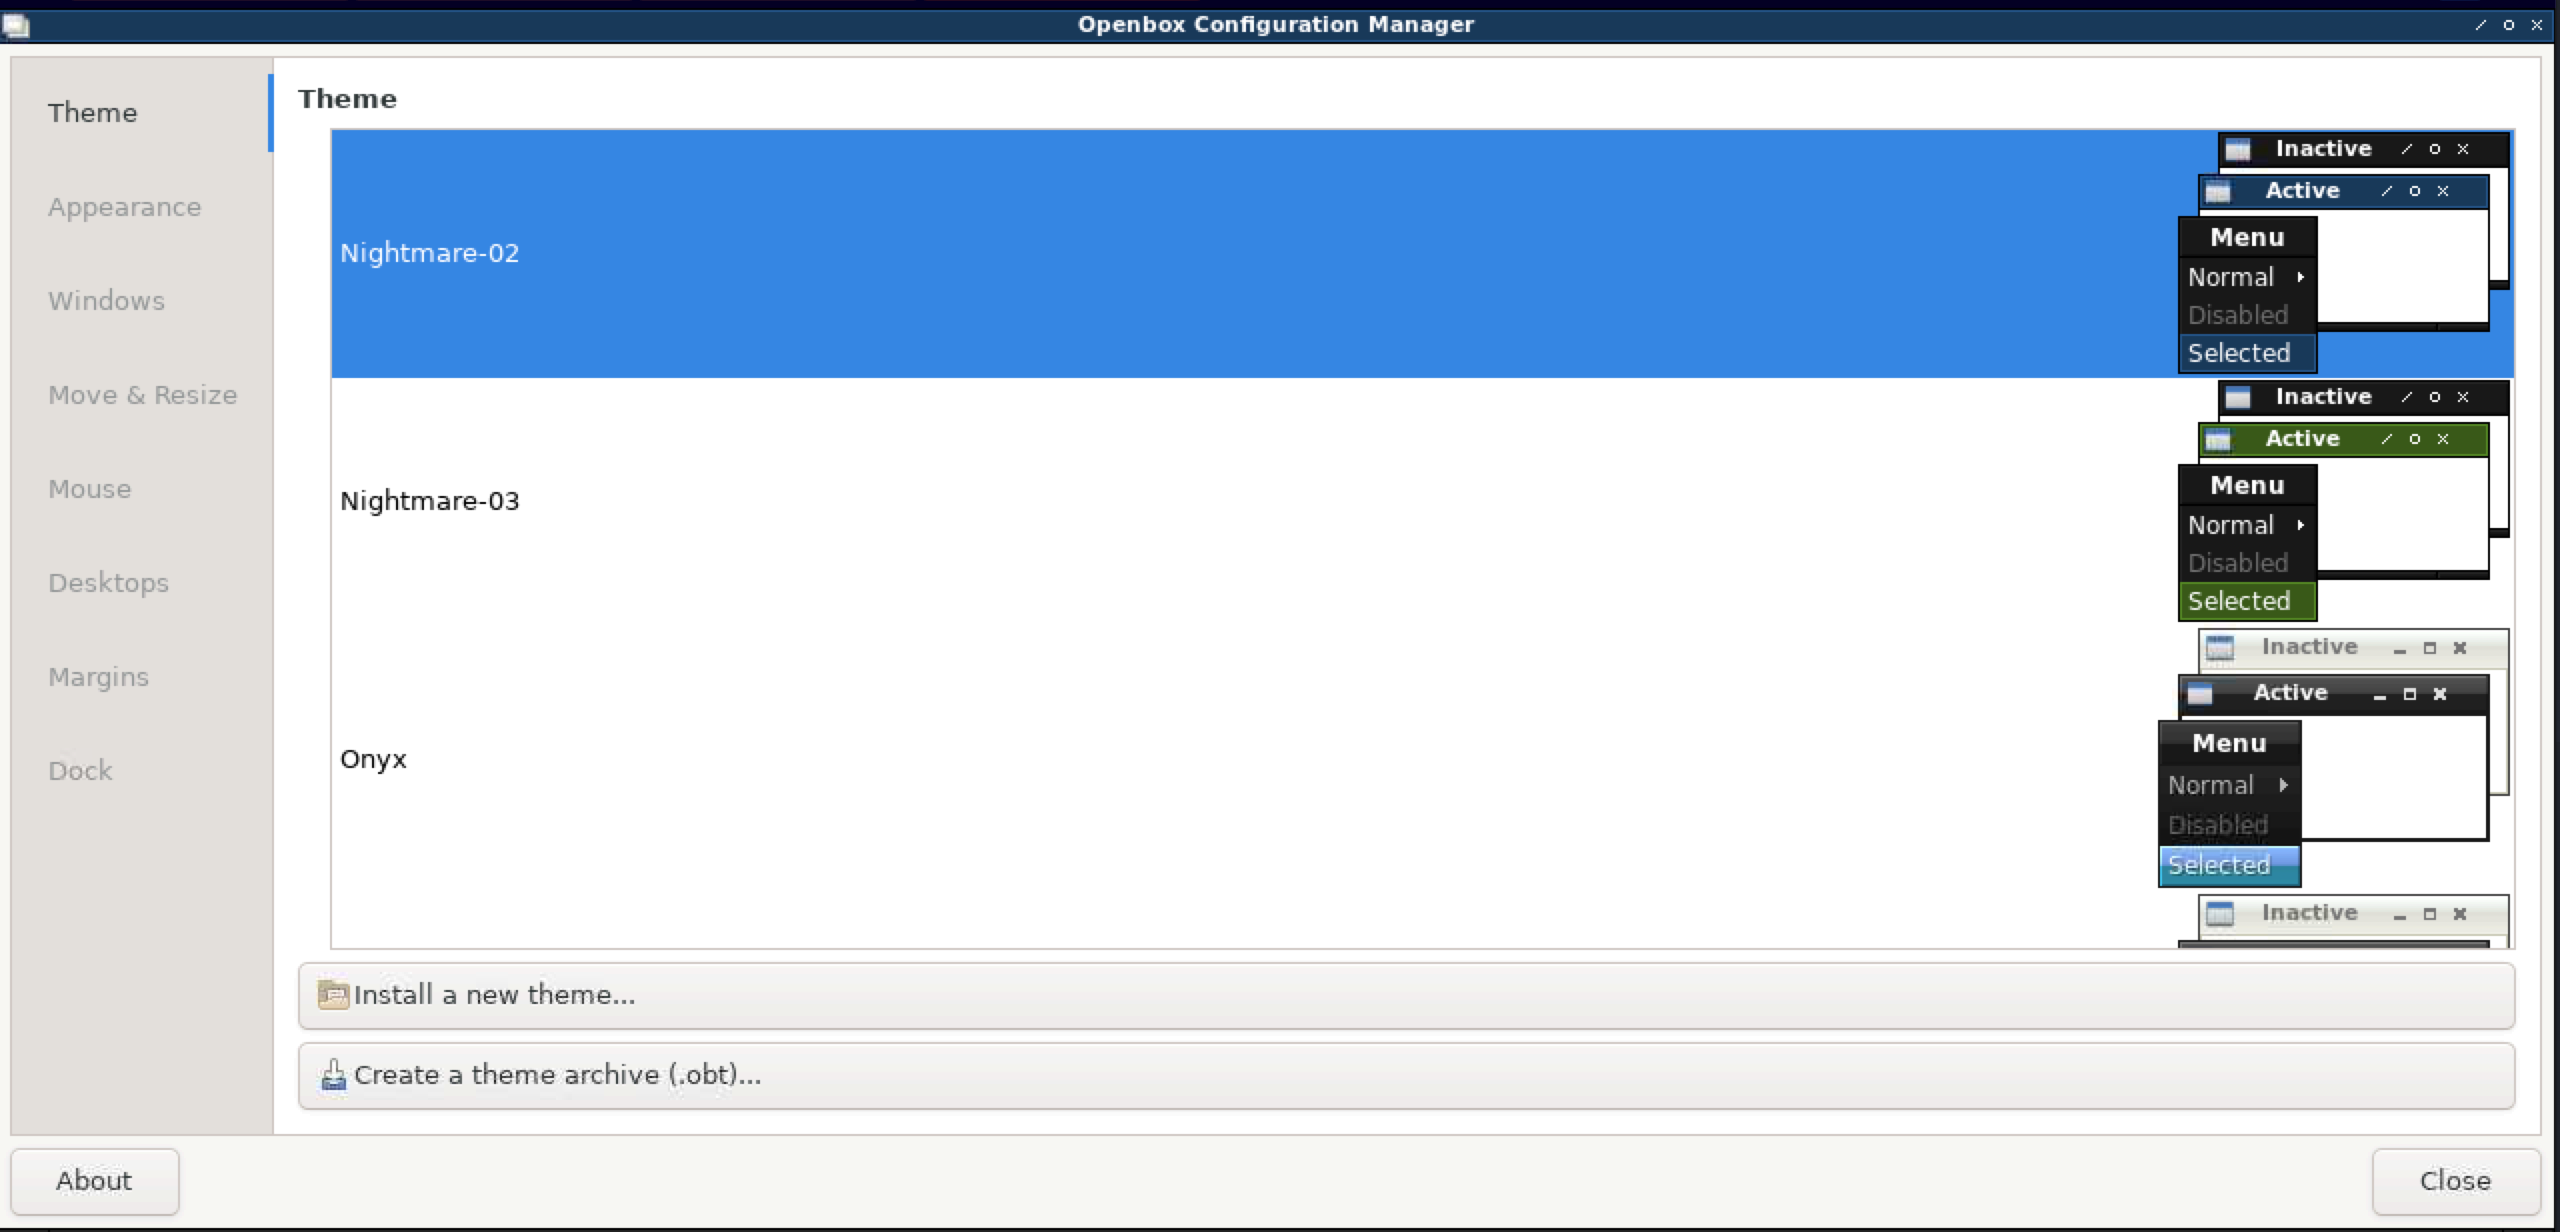 Openbox Configuration Manager
Theme
Appearance
Windows
Move & Resize
Mouse
Desktops
Margins
Dock
Theme
Nightmare-02
Inactive
Active
Menu
Normal
Disabled
Selected
Nightmare-03
Inactive
Active
Menu
Normal
Disabled
Selected
Onyx
Inactive
Active
Menu
Normal
Disabled
Selected
Inactive
Install a new theme...
Create a theme archive (.obt)...
About
Close